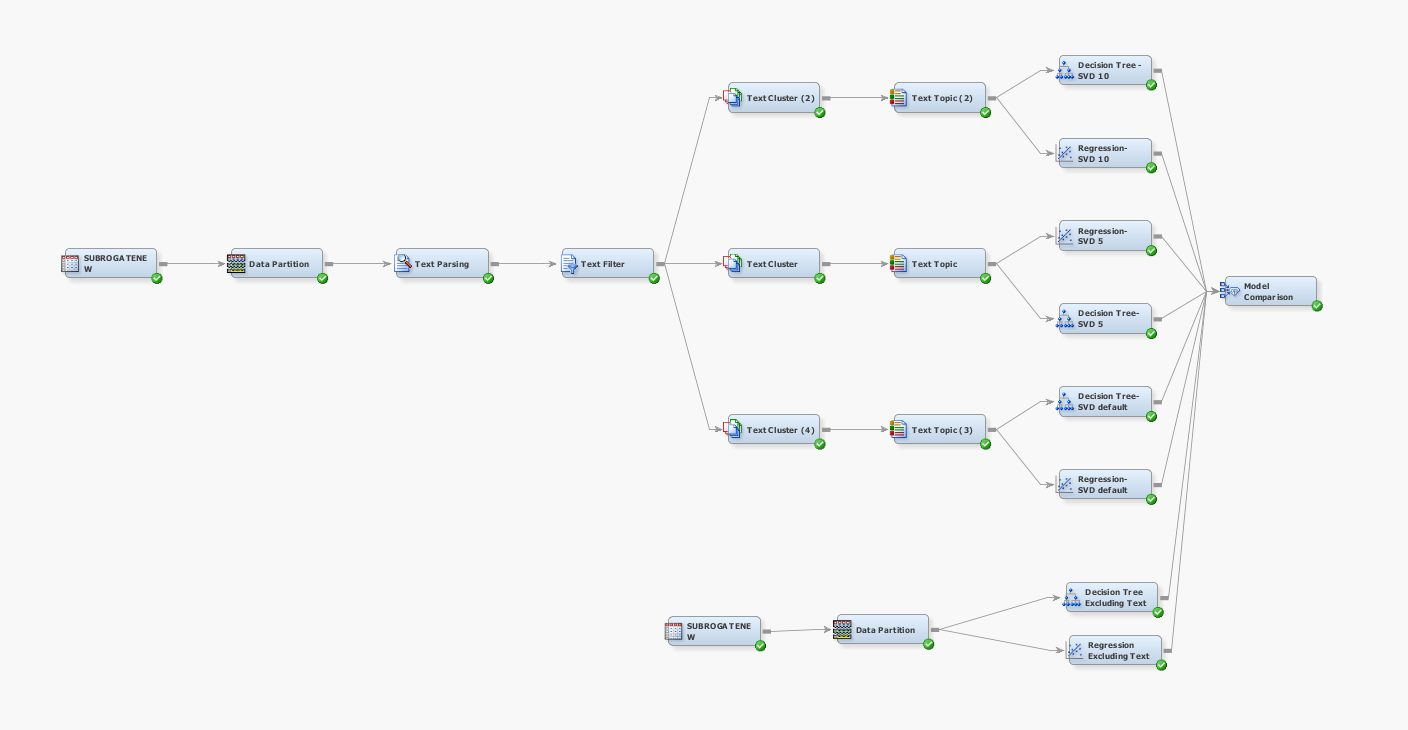 Decision Tree -
SVD 10
Text Cluster (2)
Text Topic (2)
Regression-
SVD 10
Regression-
SVD 5
SUBROGATENE
W
Data Partition
Text Parsing
Text Filter
Text Cluster
Text Topic
Model
Comparison
Decision Tree-
SVD 5
Decision Tree-
SVD default
Text Cluster (4)
Text Topic (3)
Regression-
SVD default
Decision Tree
Excluding Text
SUBROGATENE
W
Data Partition
Regression
Excluding Text